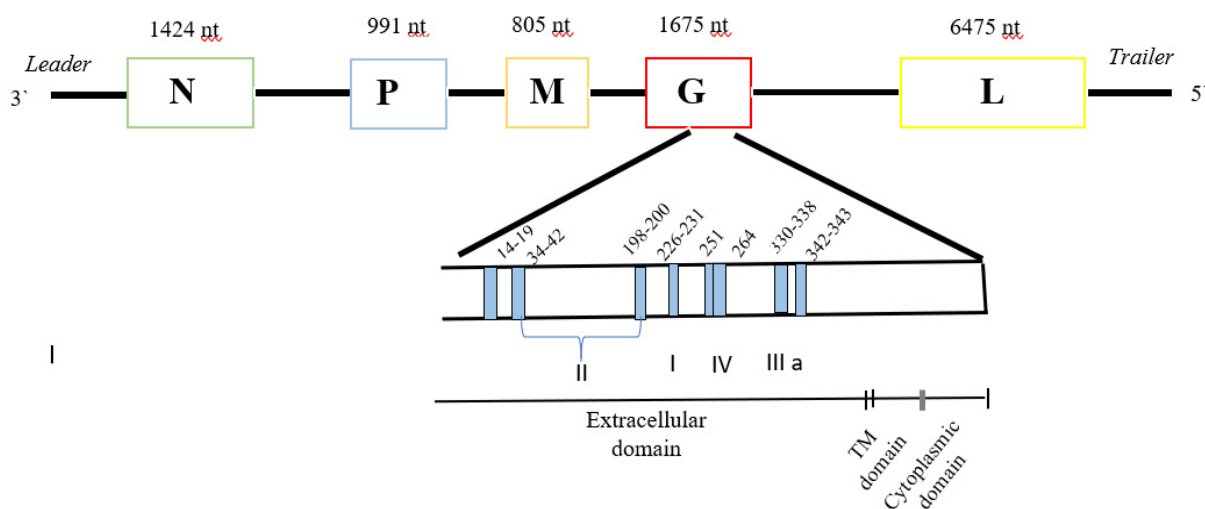 1424 nt
991 nt
805 nt
1675 nt
6475 nt
Leader
Trailer
3`
N
P
M
G
L
5`
14-19
34-42
198-200
226-231
251
264
330-338
342-343
I
II
I
IV
III a
Extracellular
domain
TM
domain
Cytoplasmic
domain